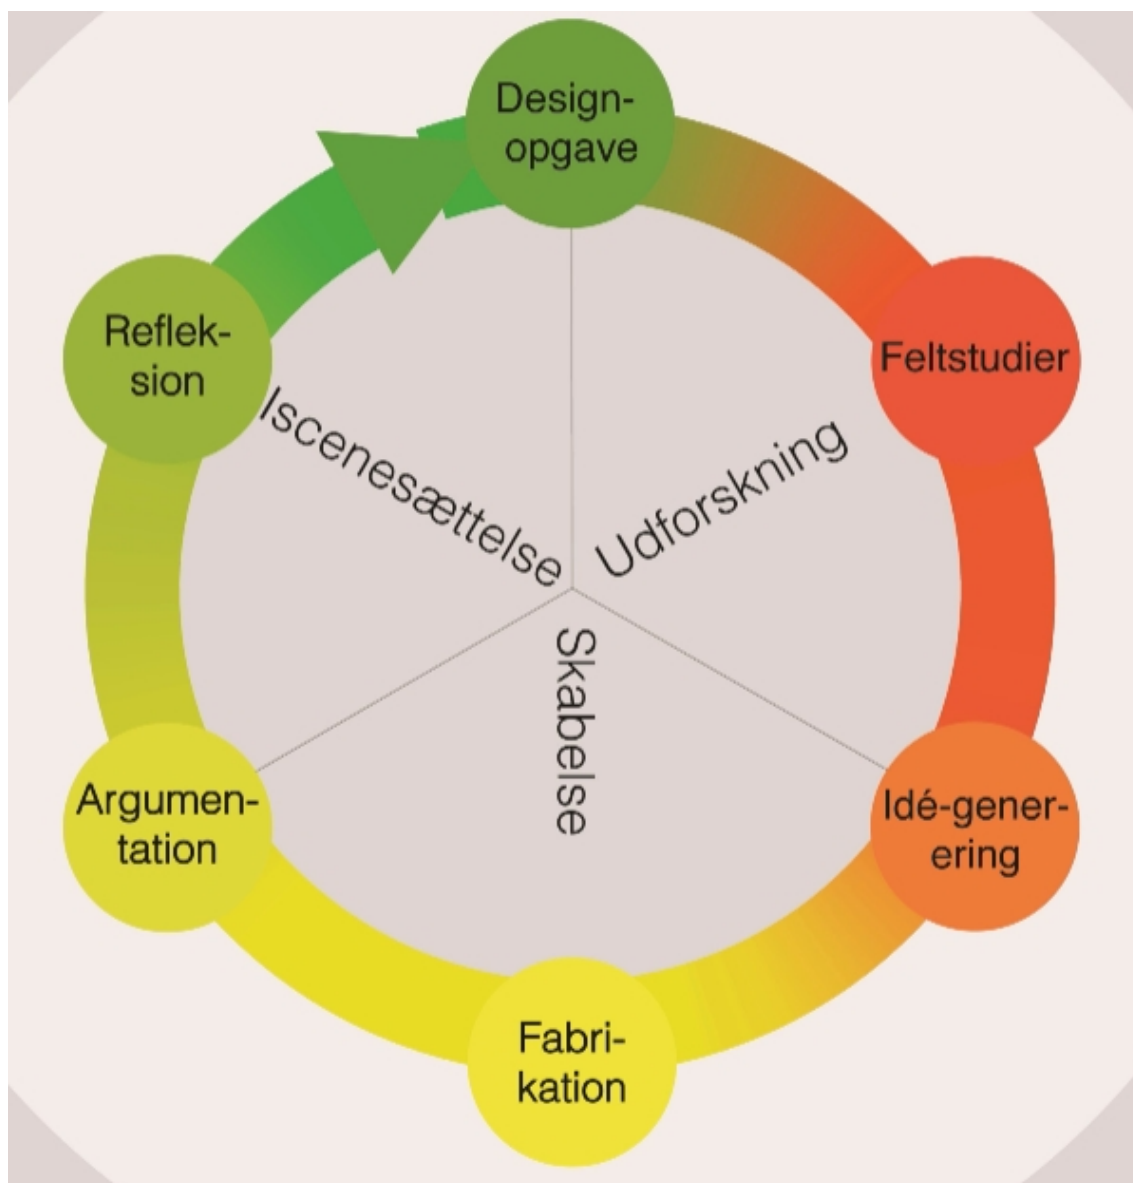 Design-
opgave
Feltstudier
Idé-gener-
ering
Fabri-
kation
Argumen-
tation
Reflek-
sion
Iscenesættelse
Udforskning
Skabelse